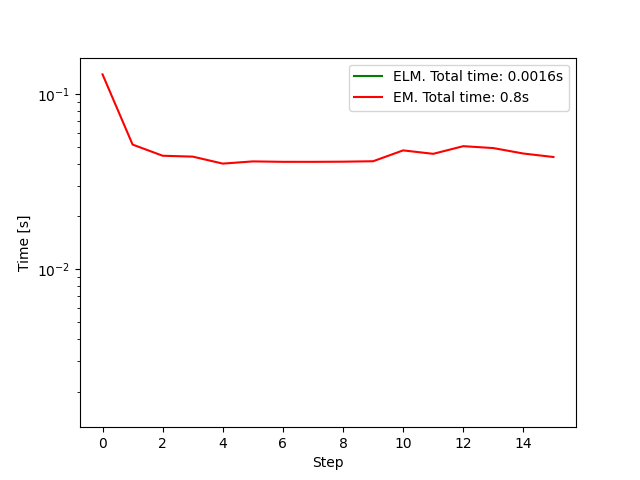 ELM. Total time: 0.0016s
EM. Total time: 0.8s
10⁻¹
10⁻²
Time [s]
0 2 4 6 8 10 12 14
Step